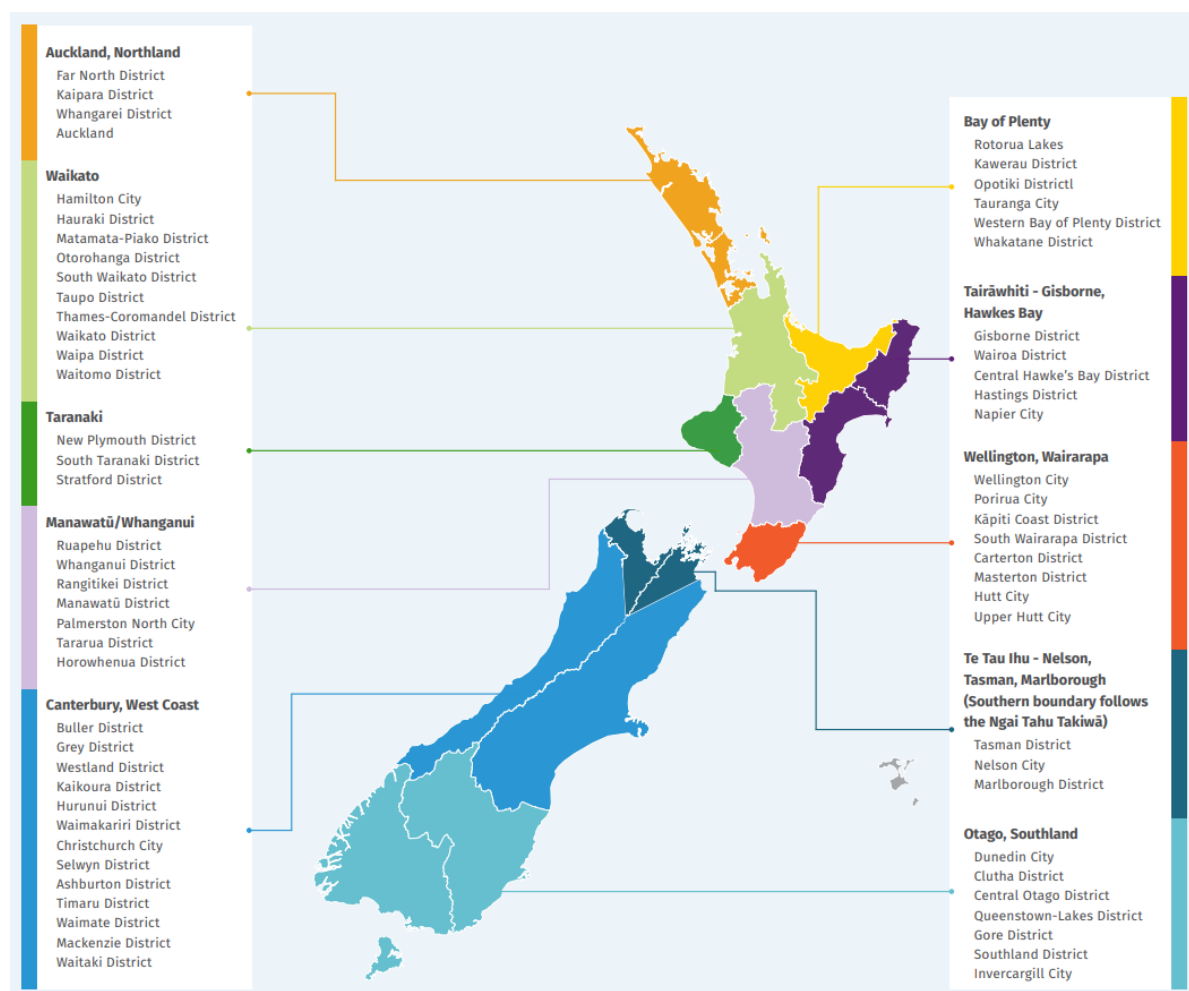 Auckland, Northland
Far North District
Kaipara District
Whangarei District
Auckland
Waikato
Hamilton City
Hauraki District
Matamata-Piako District
Otorohanga District
South Waikato District
Taupo District
Thames-Coromandel District
Waikato District
Waipa District
Waitomo District
Taranaki
New Plymouth District
South Taranaki District
Stratford District
Manawatū/Whanganui
Ruapehu District
Whanganui District
Rangitikei District
Manawatū District
Palmerston North City
Tararua District
Horowhenua District
Canterbury, West Coast
Buller District
Grey District
Westland District
Kaikoura District
Hurunui District
Waimakariri District
Christchurch City
Selwyn District
Ashburton District
Timaru District
Waimate District
Mackenzie District
Waitaki District
Bay of Plenty
Rotorua Lakes
Kawerau District
Opotiki Districtl
Tauranga City
Western Bay of Plenty District
Whakatane District
Tairāwhiti - Gisborne,
Hawkes Bay
Gisborne District
Wairoa District
Central Hawke's Bay District
Hastings District
Napier City
Wellington, Wairarapa
Wellington City
Porirua City
Kāpiti Coast District
South Wairarapa District
Carterton District
Masterton District
Hutt City
Upper Hutt City
Te Tau Ihu - Nelson,
Tasman, Marlborough
(Southern boundary follows
the Ngai Tahu Takiwā)
Tasman District
Nelson City
Marlborough District
Otago, Southland
Dunedin City
Clutha District
Central Otago District
Queenstown-Lakes District
Gore District
Southland District
Invercargill City